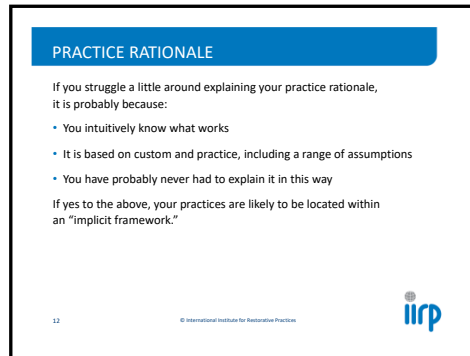 PRACTICE RATIONALE
If you struggle a little around explaining your practice rationale,
it is probably because:
• You intuitively know what works
• It is based on custom and practice, including a range of assumptions
• You have probably never had to explain it in this way
If yes to the above, your practices are likely to be located within
an “implicit framework.”
12
© International Institute for Restorative Practices
iirp